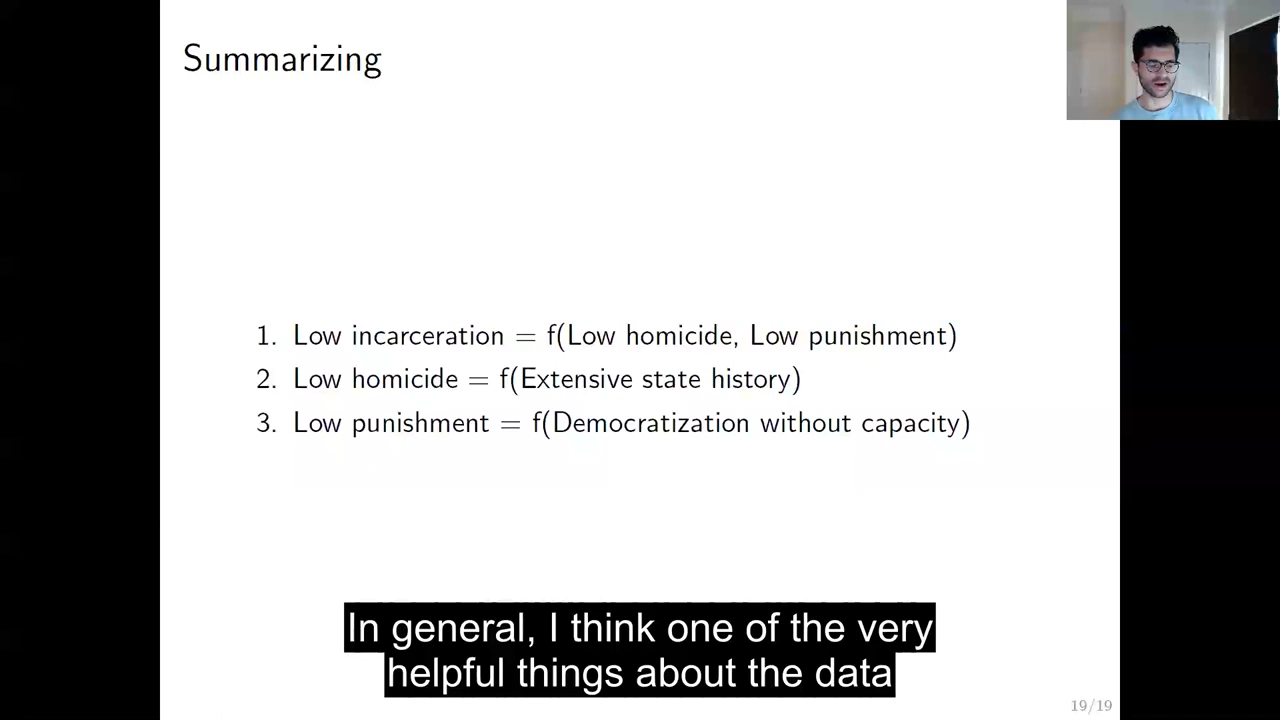 Summarizing
1. Low incarceration = f(Low homicide, Low punishment)
2. Low homicide = f(Extensive state history)
3. Low punishment = f(Democratization without capacity)
In general, I think one of the very
helpful things about the data
19/19